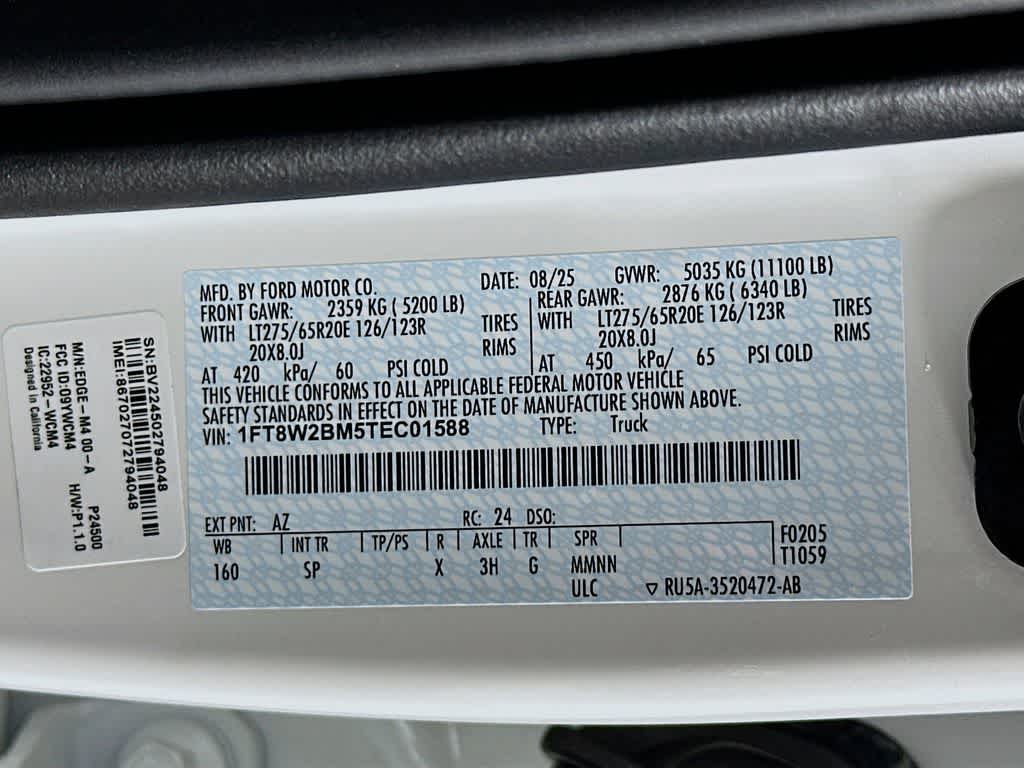 MFD. BY FORD MOTOR CO. DATE: 08/25 GVWR: 5035 KG (11100 LB)
FRONT GAWR: 2359 KG ( 5200 LB) REAR GAWR: 2876 KG ( 6340 LB)
WITH LT275/65R20E 126/123R TIRES WITH LT275/65R20E 126/123R TIRES
20X8.0J RIMS 20X8.0J RIMS
AT 420 kPa/ 60 PSI COLD AT 450 kPa/ 65 PSI COLD
THIS VEHICLE CONFORMS TO ALL APPLICABLE FEDERAL MOTOR VEHICLE
SAFETY STANDARDS IN EFFECT ON THE DATE OF MANUFACTURE SHOWN ABOVE.
VIN: 1FT8W2BM5TEC01588 TYPE: Truck
EXT PNT: AZ RC: 24 DSO:
WB INT TR TP/PS R AXLE TR SPR F0205
160 SP X 3H G MMNN T1059
ULC RU5A-3520472-AB
SN:BV224502794048
IMEI:867027072794048
M/N:EDGE-M4 00-A P24500
FCC ID:09YWCM4 H/W:P1.1.0
IC:22952-WCM4
Designed in California